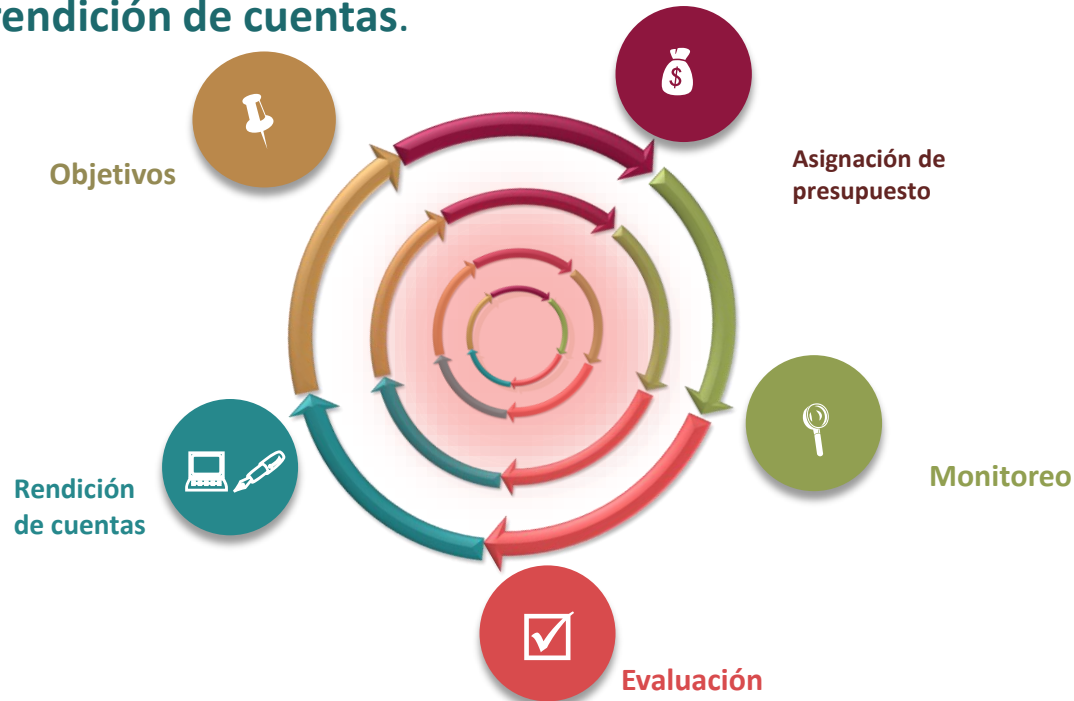 rendición de cuentas.
Objetivos
$
Asignación de
presupuesto
Monitoreo
Rendición
de cuentas
Evaluación